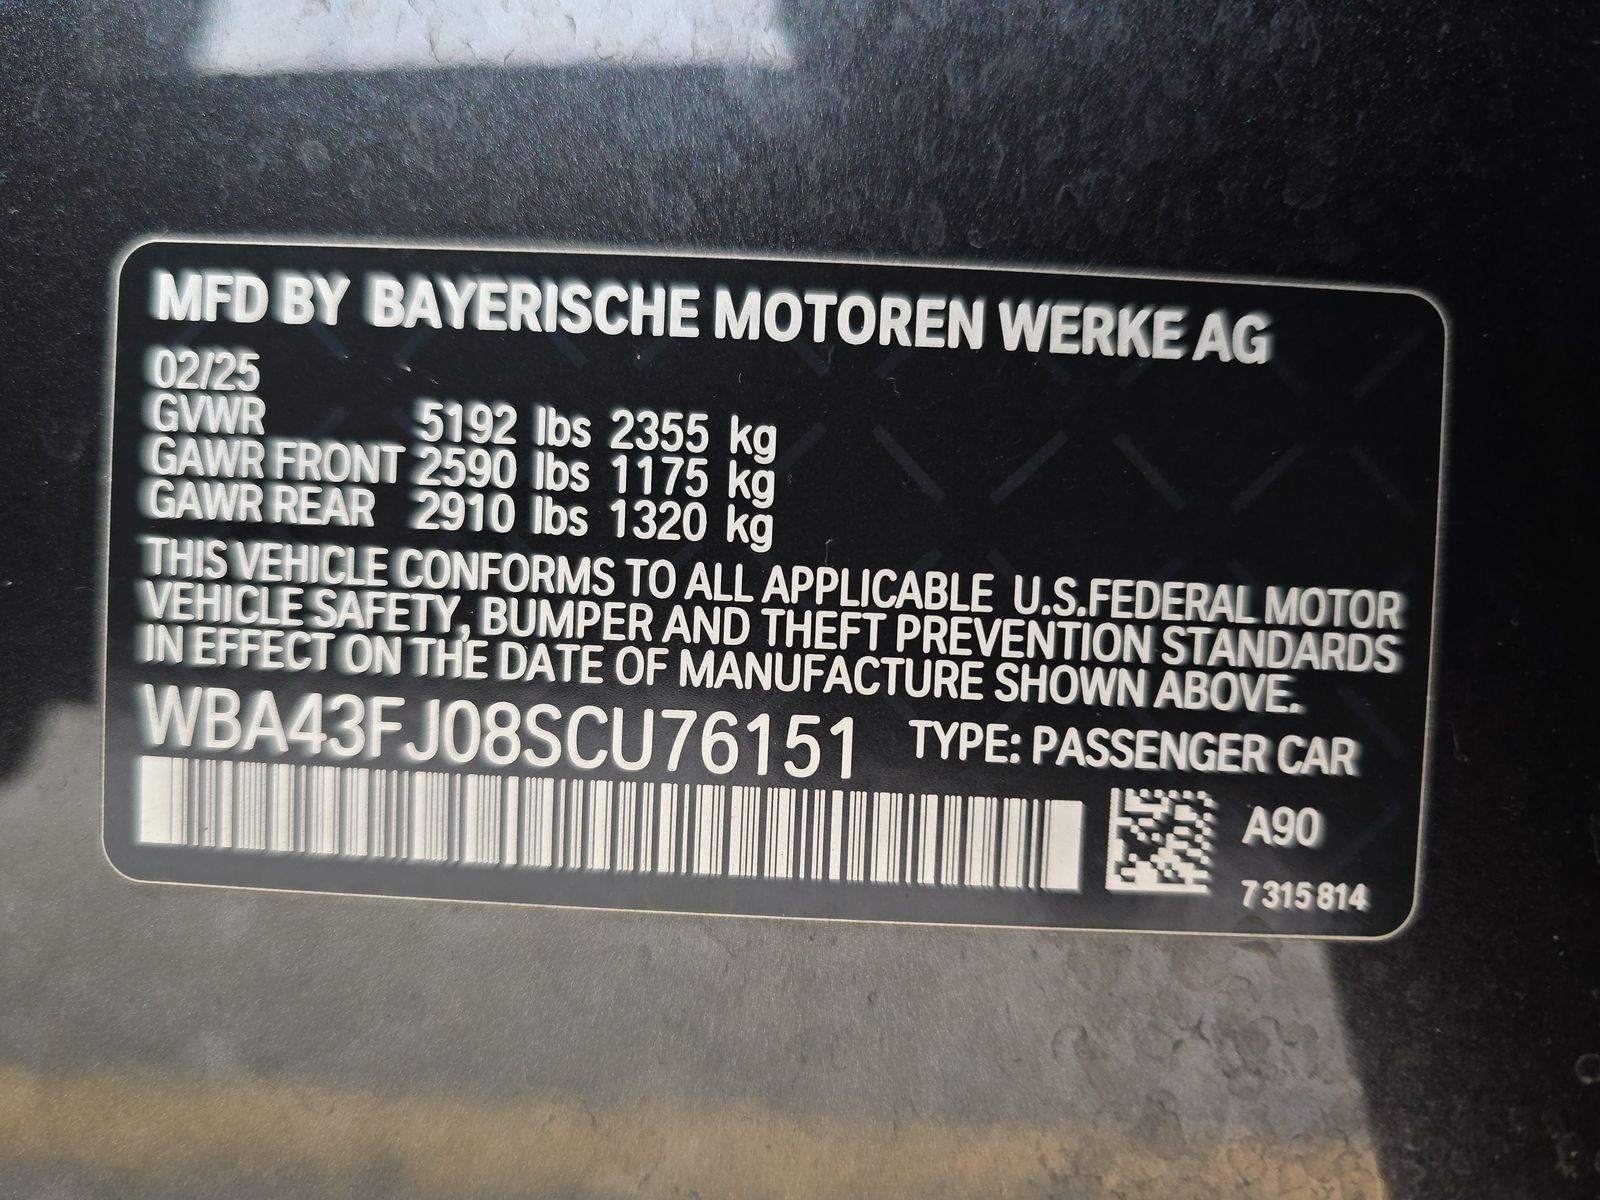 MFD BY BAYERISCHE MOTOREN WERKE AG
02/25
GVWR 5192 lbs 2355 kg
GAWR FRONT 2590 lbs 1175 kg
GAWR REAR 2910 lbs 1320 kg
THIS VEHICLE CONFORMS TO ALL APPLICABLE U.S.FEDERAL MOTOR
VEHICLE SAFETY, BUMPER AND THEFT PREVENTION STANDARDS
IN EFFECT ON THE DATE OF MANUFACTURE SHOWN ABOVE.
WBA43FJ08SCU76151 TYPE: PASSENGER CAR
A90
7 315 814